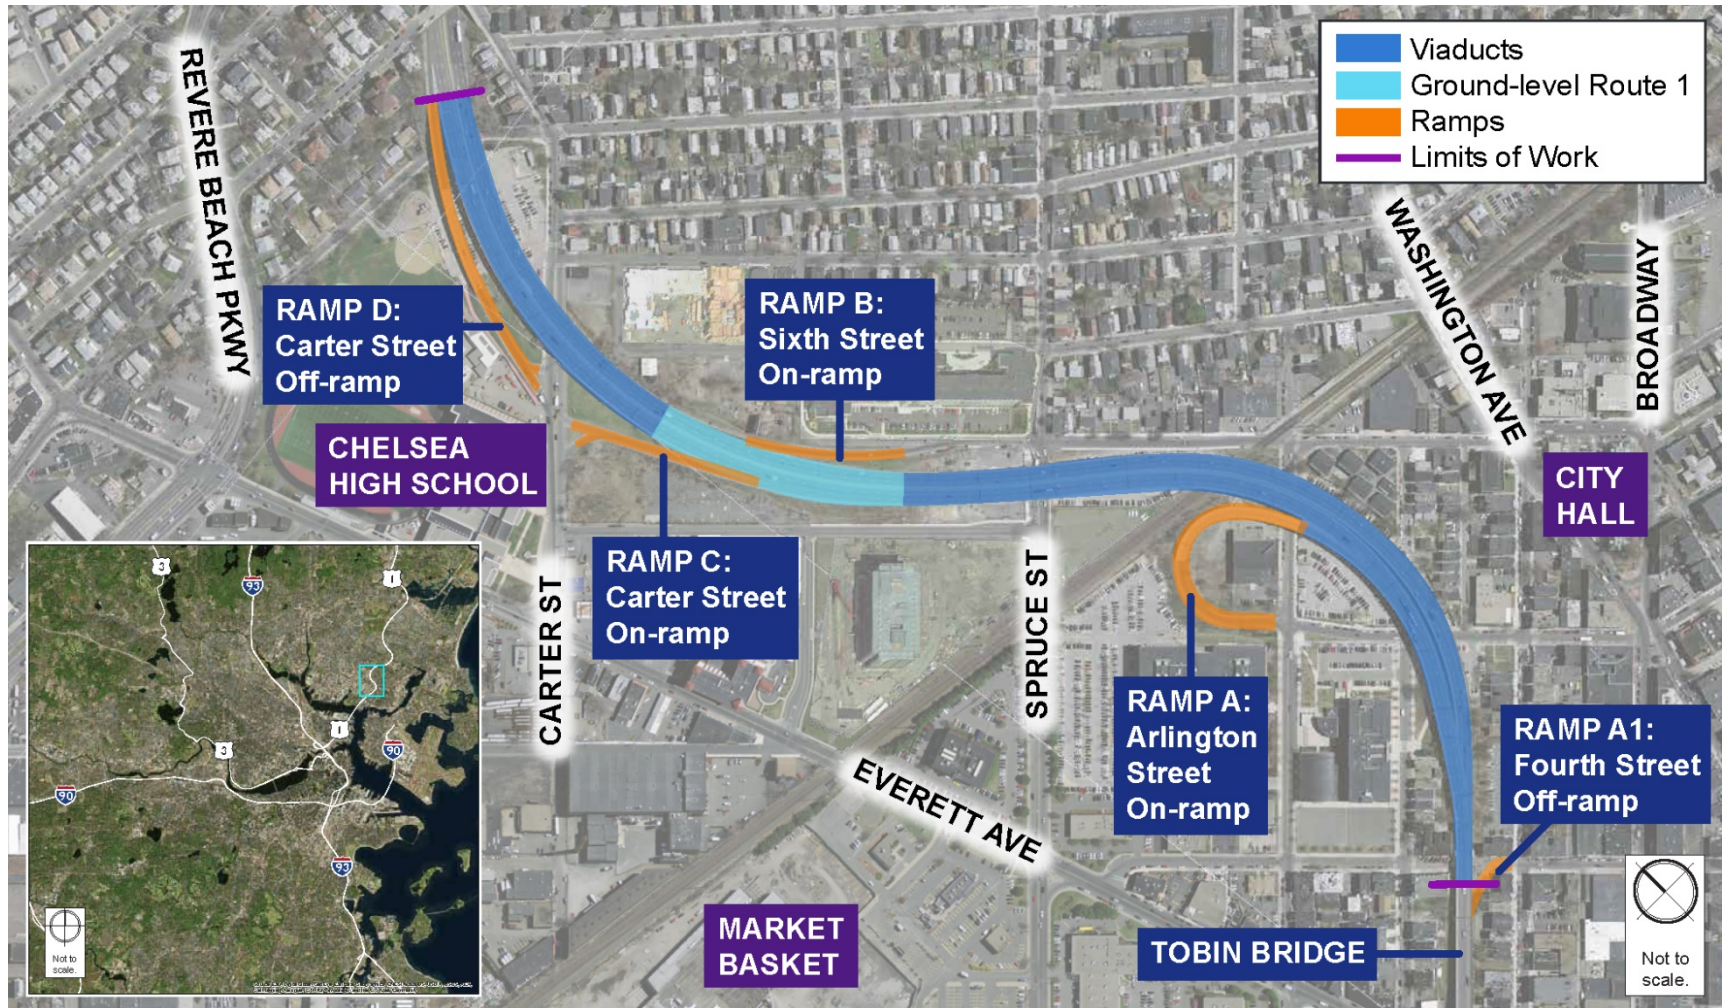 Viaducts
Ground-level Route 1
Ramps
Limits of Work
REVERE BEACH PKWY
WASHINGTON AVE
BROADWAY
RAMP D:
Carter Street
Off-ramp
RAMP B:
Sixth Street
On-ramp
CHELSEA
HIGH SCHOOL
CITY
HALL
RAMP C:
Carter Street
On-ramp
CARTER ST
SPRUCE ST
RAMP A:
Arlington
Street
On-ramp
RAMP A1:
Fourth Street
Off-ramp
EVERETT AVE
MARKET
BASKET
TOBIN BRIDGE
Not to
scale.
3
93
1
3
1
90
90
93
Not to
scale.